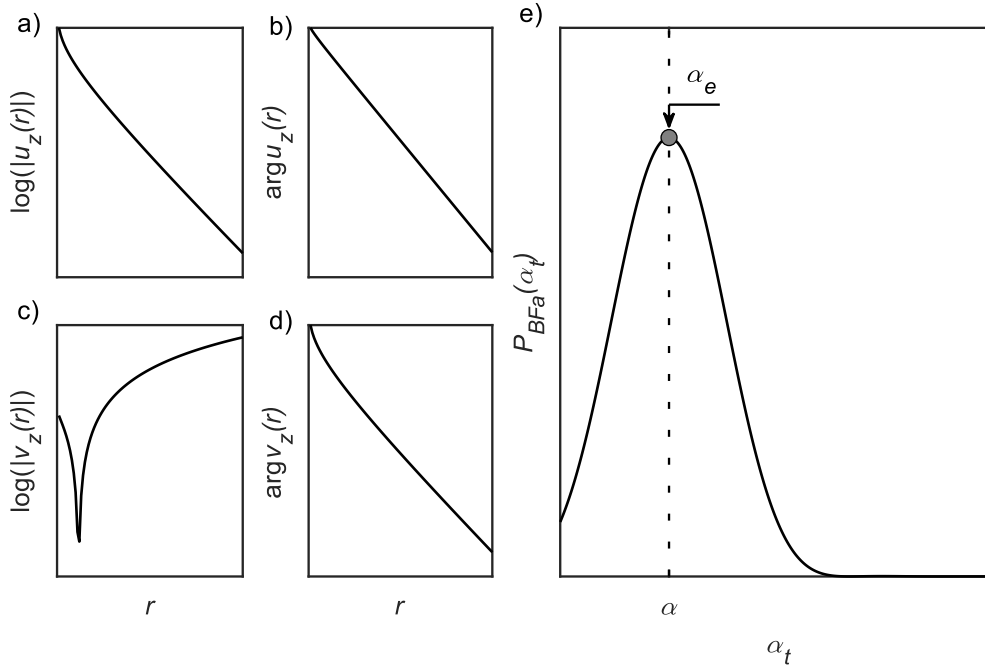 a)
log(|u_z(r)|)
b)
arg u_z(r)
c)
log(|v_z(r)|)
r
d)
arg v_z(r)
r
e)
α_e
P_BFa(α_t)
α
α_t